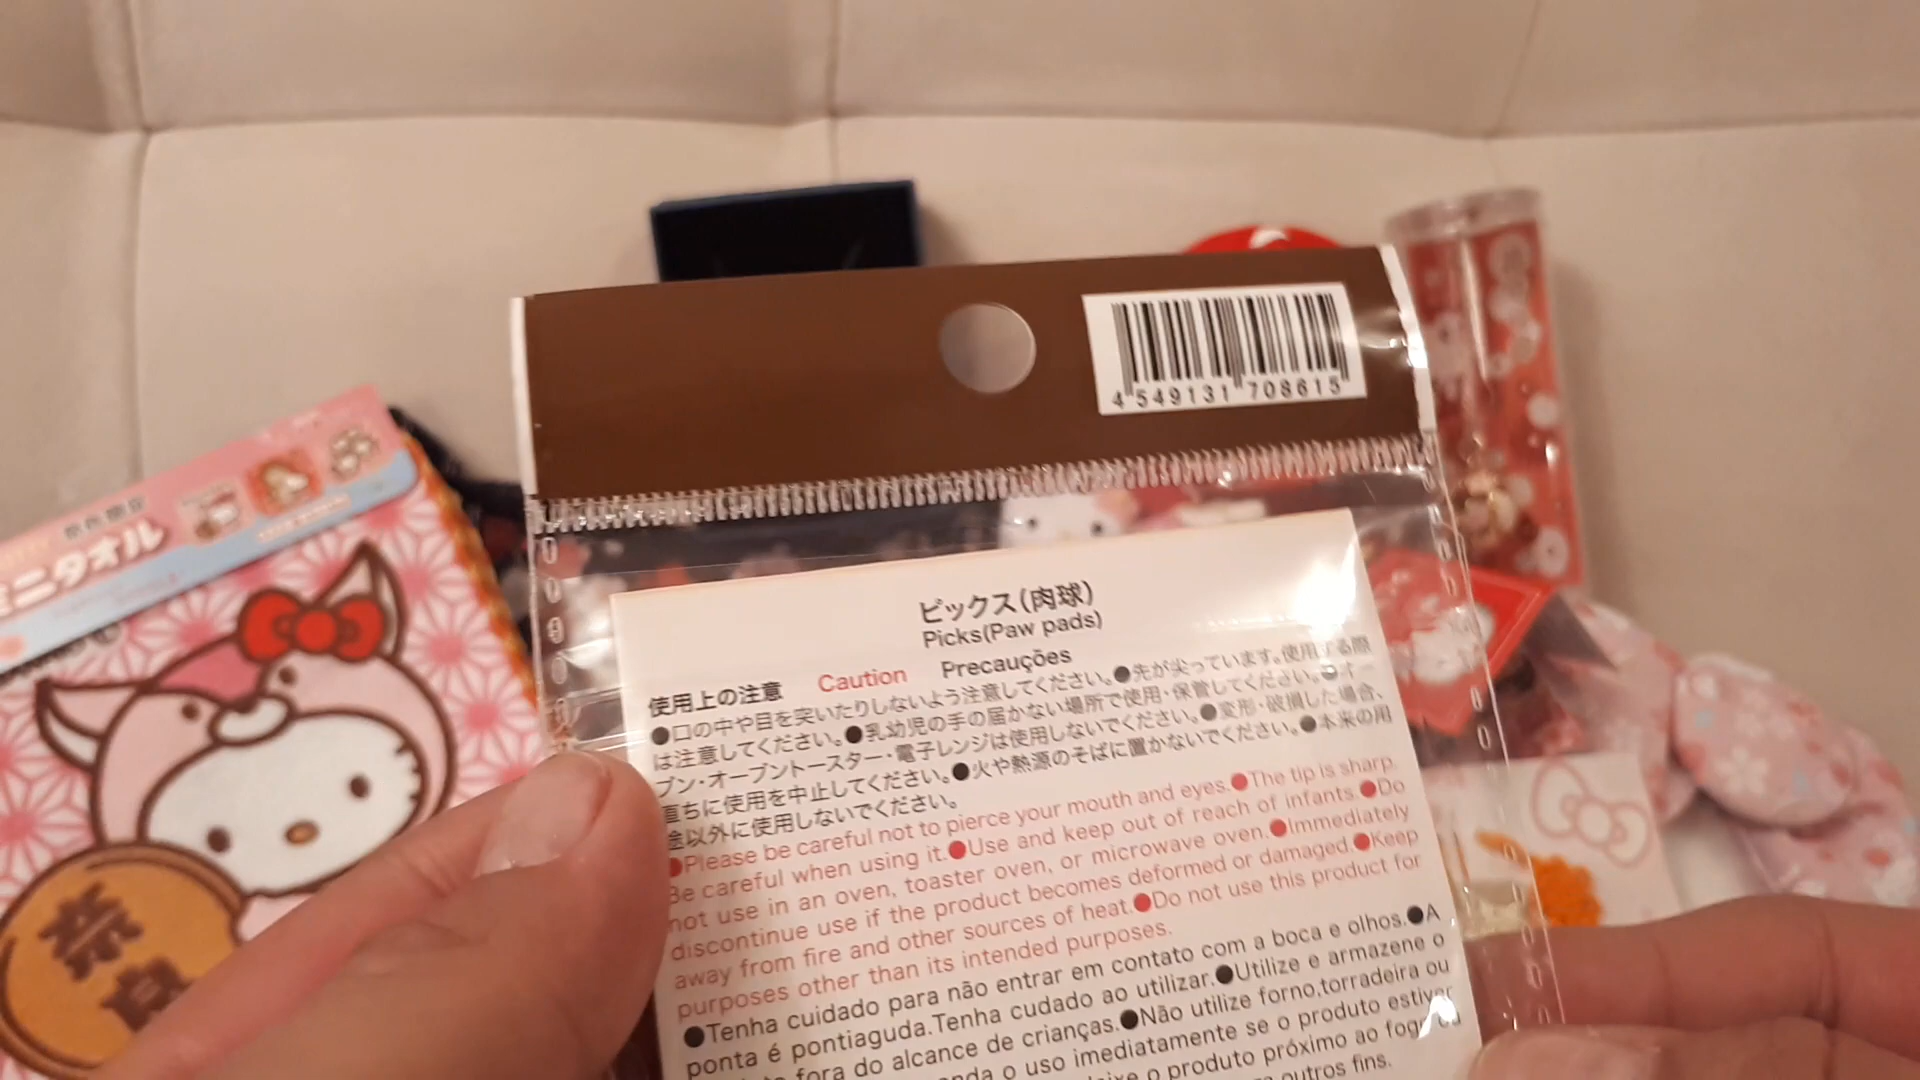 4 549131 708615
ピックス(肉球)
Picks(Paw pads)
使用上の注意 Caution Precauções
●口の中や目を突いたりしないよう注意してください。●先が尖っています。使用する際
は注意してください。●乳幼児の手の届かない場所で使用・保管してください。●オー
ブン・オーブントースター・電子レンジは使用しないでください。●変形・破損した場合、
直ちに使用を中止してください。●火や熱源のそばに置かないでください。●本来の用
途以外に使用しないでください。
●Please be careful not to pierce your mouth and eyes.●The tip is sharp.
Be careful when using it.●Use and keep out of reach of infants.●Do
not use in an oven, toaster oven, or microwave oven.●Immediately
discontinue use if the product becomes deformed or damaged.●Keep
away from fire and other sources of heat.●Do not use this product for
purposes other than its intended purposes.
●Tenha cuidado para não entrar em contato com a boca e olhos.●A
ponta é pontiaguda.Tenha cudado ao utilizar.●Utilize e armazene o
fora do alcance de crianças.●Não utilize forno,torradeira ou
o uso imediatamente se o produto estiver
o produto próximo ao fogo
outros fins.
ミニタオル
奈良